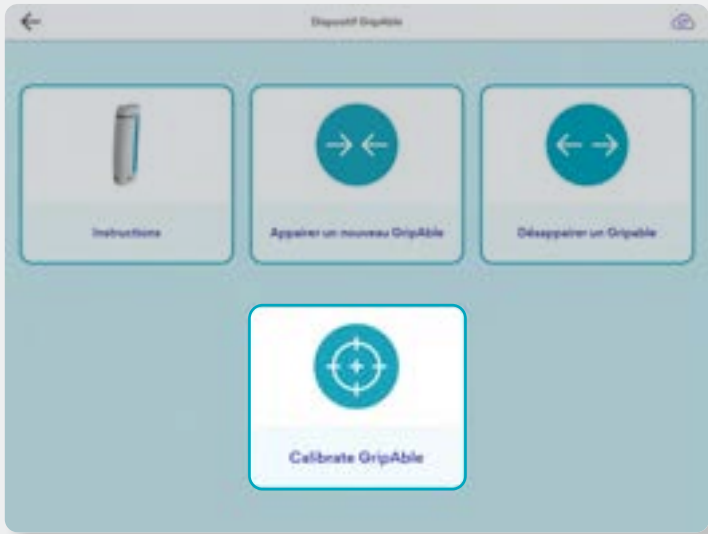 Dispositif GripAble
Instructions
Appairer un nouveau GripAble
Désappairer un Gripable
Calibrate GripAble